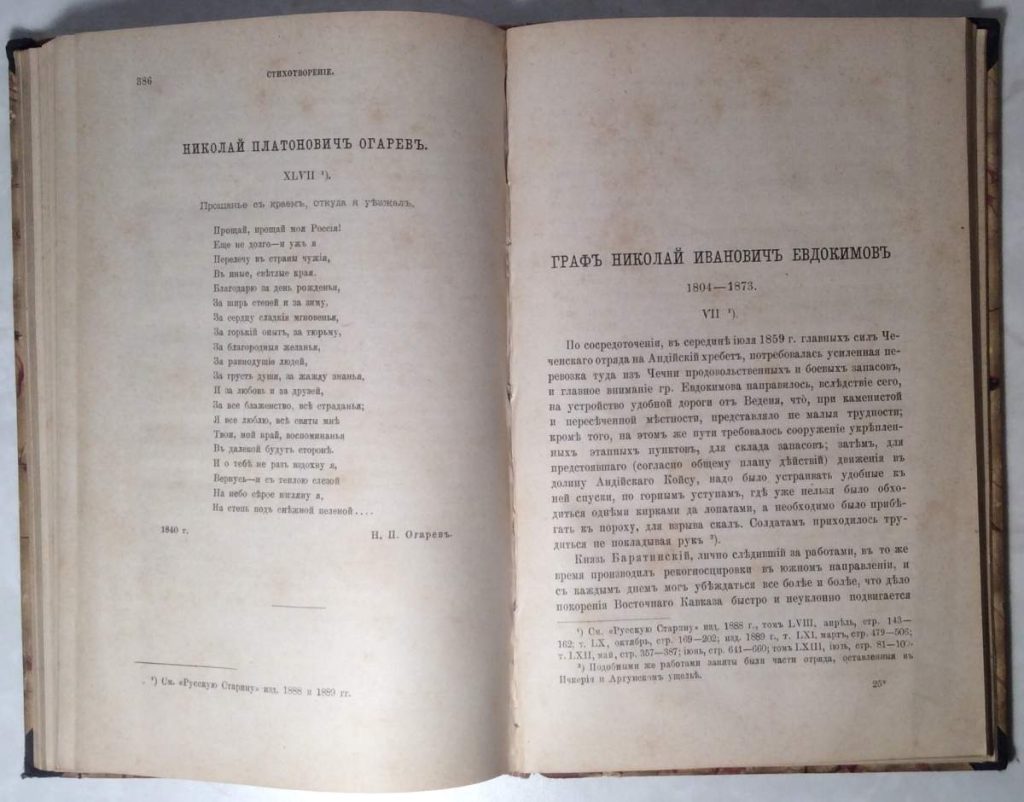 386
СТИХОТВОРЕНІЕ.
НИКОЛАЙ ПЛАТОНОВИЧЪ ОГАРЕВЪ.
XLVII ¹).
Прощанье съ краемъ, откуда я уѣзжалъ.
Прощай, прощай моя Россія!
Еще не долго—и ужъ я
Перелечу въ страны чужія,
Въ иные, свѣтлые края.
Благодарю за день рожденья,
За ширь степей и за зиму,
За сердцу сладкія мгновенья,
За горькій опытъ, за тюрьму,
За благородныя желанья,
За равнодушіе людей,
За грусть души, за жажду знанья,
И за любовь и за друзей,
За все блаженство, всѣ страданья;
Я все люблю, всѣ святы мнѣ
Твои, мой край, воспоминанья
Въ далекой будутъ сторонѣ.
И о тебѣ не разъ вздохну я,
Вернусь—и съ теплою слезой
На небо сѣрое взгляну я,
На степь подъ снѣжной пеленой....
1840 г.
Н. П. Огаревъ.
¹) См. «Русскую Старину» изд. 1888 и 1889 гг.
ГРАФЪ НИКОЛАЙ ИВАНОВИЧЪ ЕВДОКИМОВЪ
1804—1873.
VII ¹).
По сосредоточеніи, въ серединѣ іюля 1859 г. главныхъ силъ Че-
ченскаго отряда на Андійскій хребетъ, потребовалась усиленная пе-
ревозка туда изъ Чечни продовольственныхъ и боевыхъ запасовъ,
и главное вниманіе гр. Евдокимова направилось, вслѣдствіе сего,
на устройство удобной дороги отъ Веденя, что, при каменистой
и пересѣченной мѣстности, представляло не малыя трудности;
кромѣ того, на этомъ же пути требовалось сооруженіе укрѣплен-
ныхъ этапныхъ пунктовъ, для склада запасовъ; затѣмъ, для
предстоявшаго (согласно общему плану дѣйствій) движенія въ
долину Андійскаго Койсу, надо было устраивать удобные къ
ней спуски, по горнымъ уступамъ, гдѣ уже нельзя было обхо-
диться однѣми кирками да лопатами, а необходимо было прибѣ-
гать къ пороху, для взрыва скалъ. Солдатамъ приходилось тру-
диться не покладывая рукъ ²).
Князь Барятинскій, лично слѣдившій за работами, въ то же
время производилъ рекогносцировки въ южномъ направленіи, и
съ каждымъ днемъ могъ убѣждаться все болѣе и болѣе, что дѣло
покоренія Восточнаго Кавказа быстро и неуклонно подвигается
¹) См. «Русскую Старину» изд. 1888 г., томъ LVIII, апрѣль, стр. 143—
162; т. LX, октябрь, стр. 169—202; изд. 1889 г., т. LXI, мартъ, стр. 479—506;
т. LXII, май, стр. 357—387; іюнь, стр. 641—660; томъ LXIII, іюль, стр. 81—
²) Подобными же работами заняты были части отряда, оставленныя въ
Ичкеріи и Аргунскомъ ущельѣ.
25*